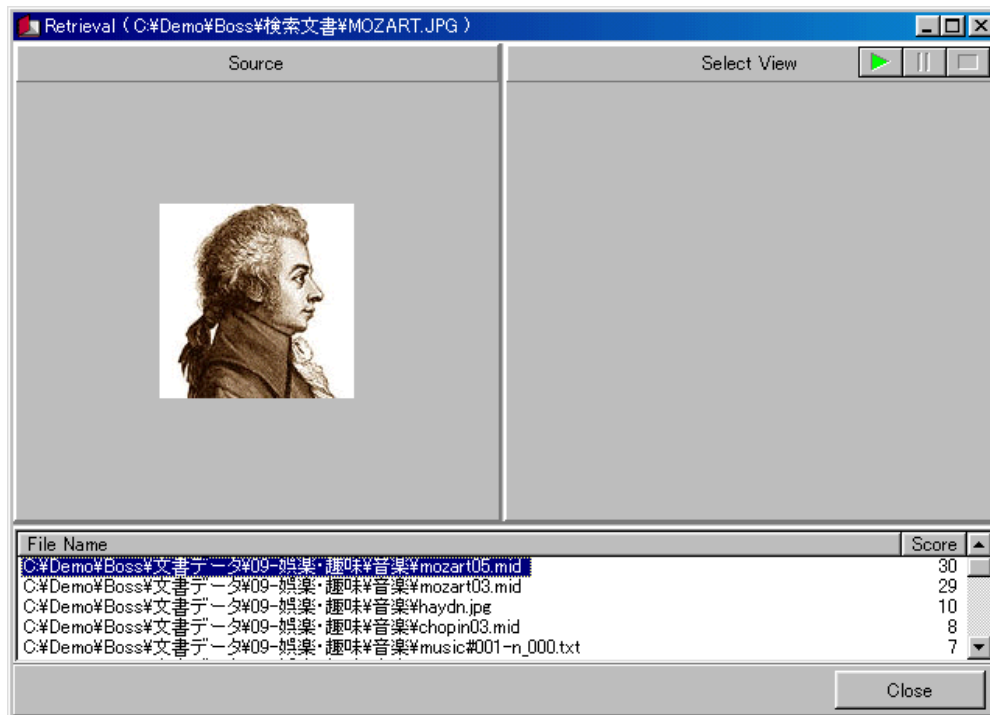 Retrieval ( C:¥Demo¥Boss¥検索文書¥MOZART.JPG )
Source
Select View
File Name Score
C:¥Demo¥Boss¥文書データ¥09-娯楽・趣味¥音楽¥mozart05.mid 30
C:¥Demo¥Boss¥文書データ¥09-娯楽・趣味¥音楽¥mozart03.mid 29
C:¥Demo¥Boss¥文書データ¥09-娯楽・趣味¥音楽¥haydn.jpg 10
C:¥Demo¥Boss¥文書データ¥09-娯楽・趣味¥音楽¥chopin03.mid 8
C:¥Demo¥Boss¥文書データ¥09-娯楽・趣味¥音楽¥music#001-n_000.txt 7
Close